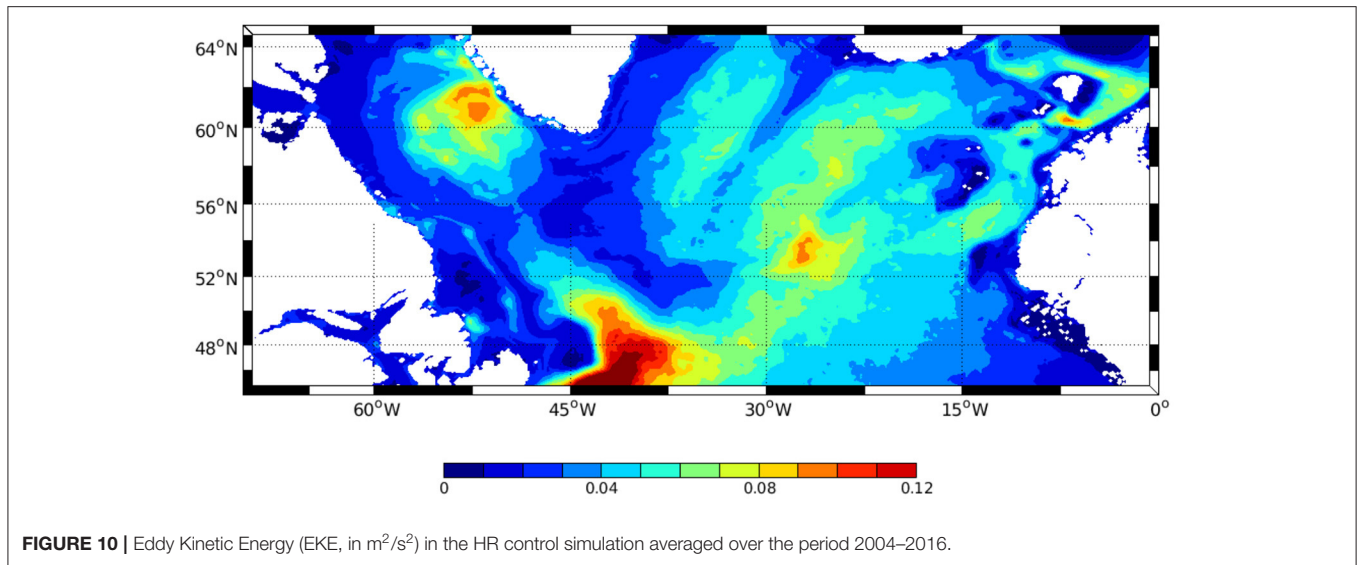 64°N
60°N
56°N
52°N
48°N
60°W 45°W 30°W 15°W 0°
0 0.04 0.08 0.12
FIGURE 10 | Eddy Kinetic Energy (EKE, in m²/s²) in the HR control simulation averaged over the period 2004–2016.